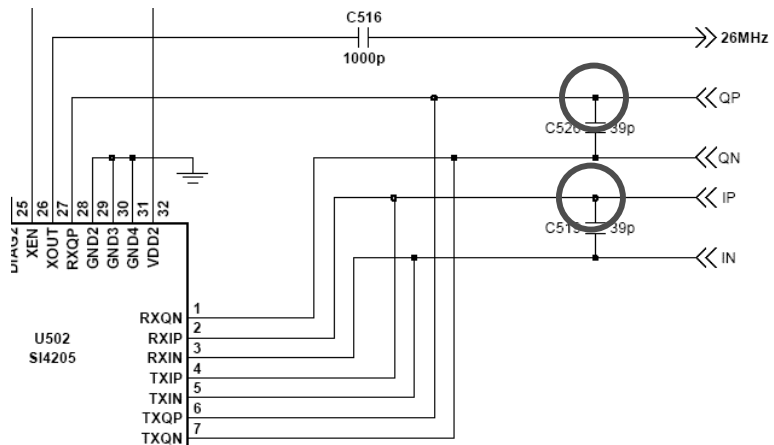 C516
1000p
26MHz
QP
C520 39p
QN
IP
C519 39p
IN
25
26
27
28
29
30
31
32
DIAG2
XEN
XOUT
RXQP
GND2
GND3
GND4
VDD2
U502
SI4205
RXQN 1
RXIP 2
RXIN 3
TXIP 4
TXIN 5
TXQP 6
TXQN 7